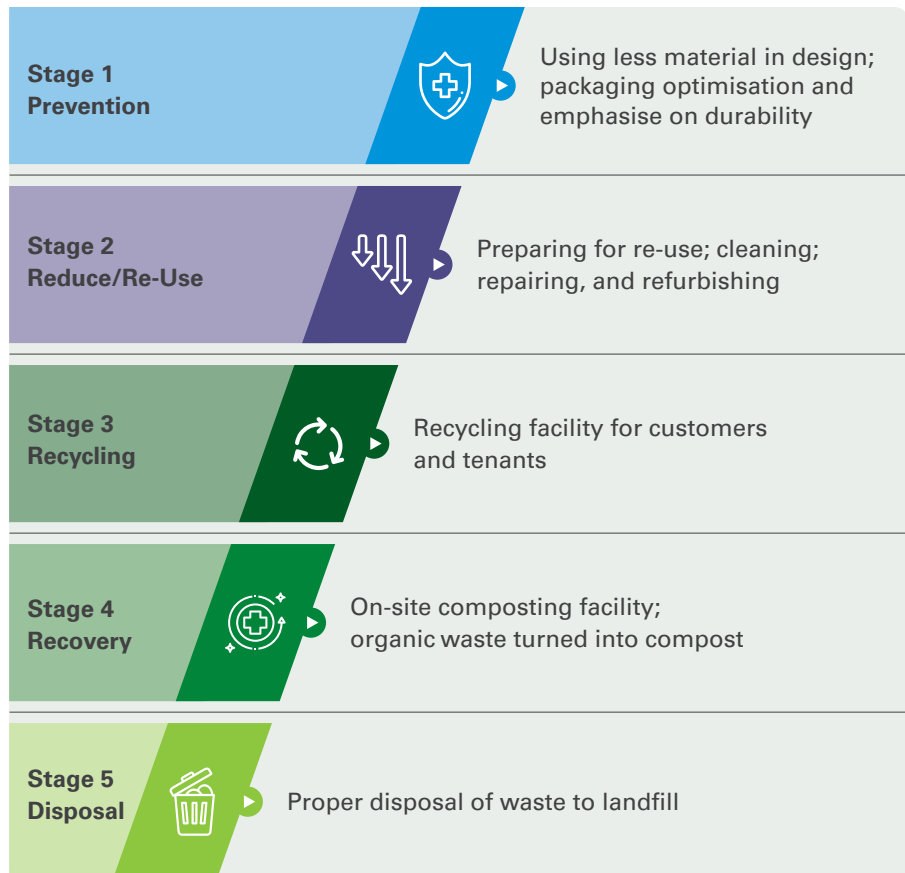 Stage 1
Prevention
Using less material in design;
packaging optimisation and
emphasise on durability
Stage 2
Reduce/Re-Use
Preparing for re-use; cleaning;
repairing, and refurbishing
Stage 3
Recycling
Recycling facility for customers
and tenants
Stage 4
Recovery
On-site composting facility;
organic waste turned into compost
Stage 5
Disposal
Proper disposal of waste to landfill